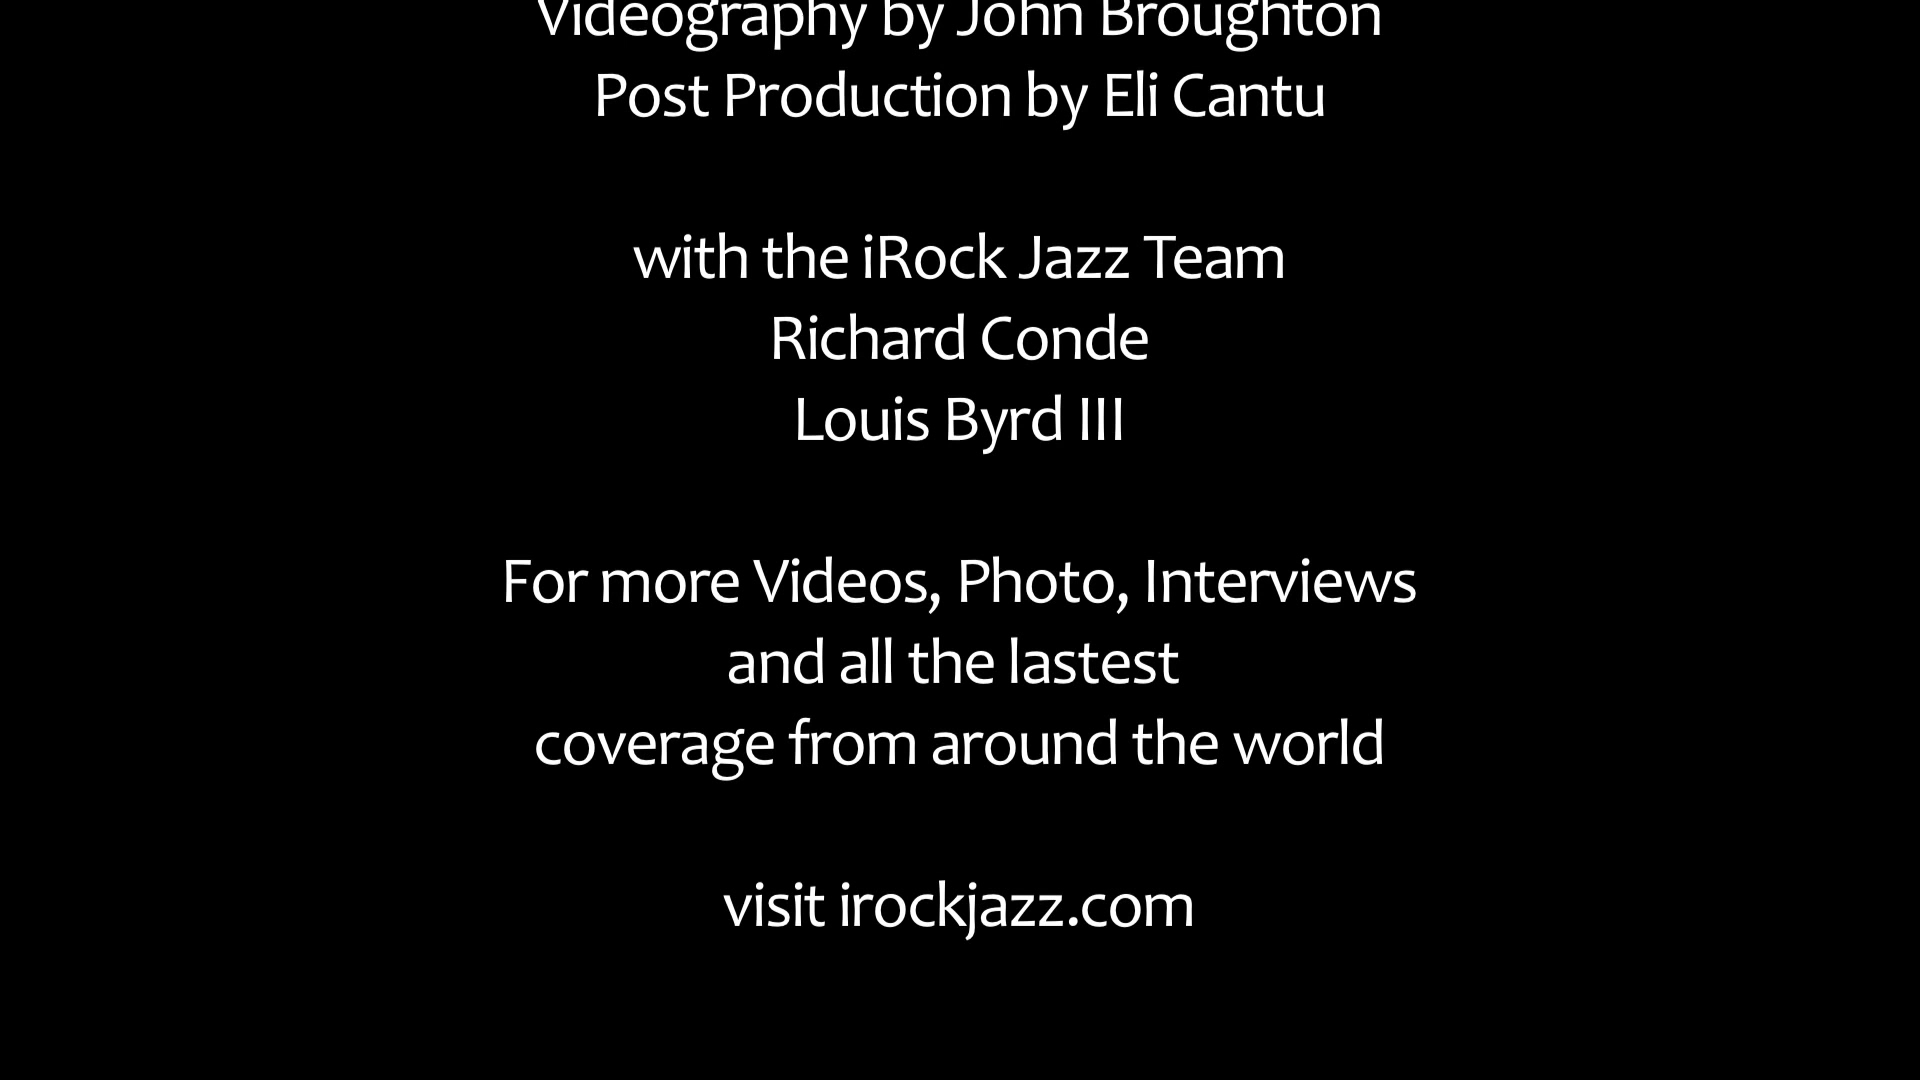 Videography by John Broughton
Post Production by Eli Cantu
with the iRock Jazz Team
Richard Conde
Louis Byrd III
For more Videos, Photo, Interviews
and all the lastest
coverage from around the world
visit irockjazz.com